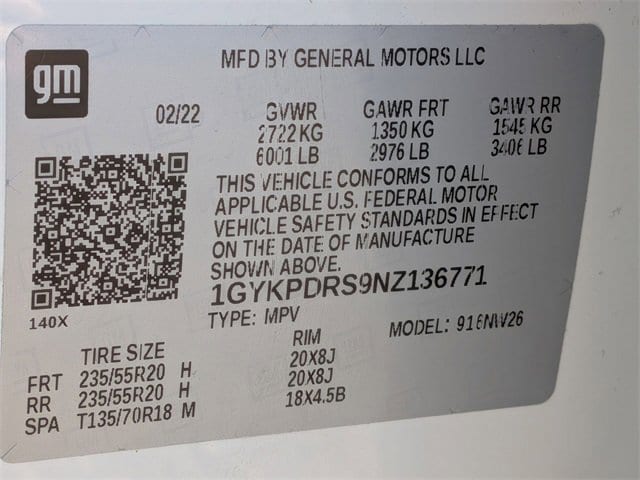 gm
MFD BY GENERAL MOTORS LLC
02/22 GVWR GAWR FRT GAWR RR
2722 KG 1350 KG 1545 KG
6001 LB 2976 LB 3406 LB
THIS VEHICLE CONFORMS TO ALL
APPLICABLE U.S. FEDERAL MOTOR
VEHICLE SAFETY STANDARDS IN EFFECT
ON THE DATE OF MANUFACTURE
SHOWN ABOVE.
1GYKPDRS9NZ136771
140X
TYPE: MPV MODEL: 916NW26
TIRE SIZE RIM
FRT 235/55R20 H 20X8J
RR 235/55R20 H 20X8J
SPA T135/70R18 M 18X4.5B